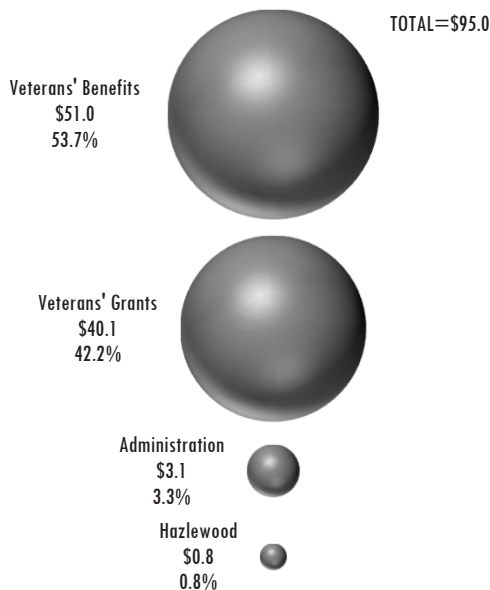 TOTAL=$95.0
Veterans' Benefits
$51.0
53.7%
Veterans' Grants
$40.1
42.2%
Administration
$3.1
3.3%
Hazlewood
$0.8
0.8%